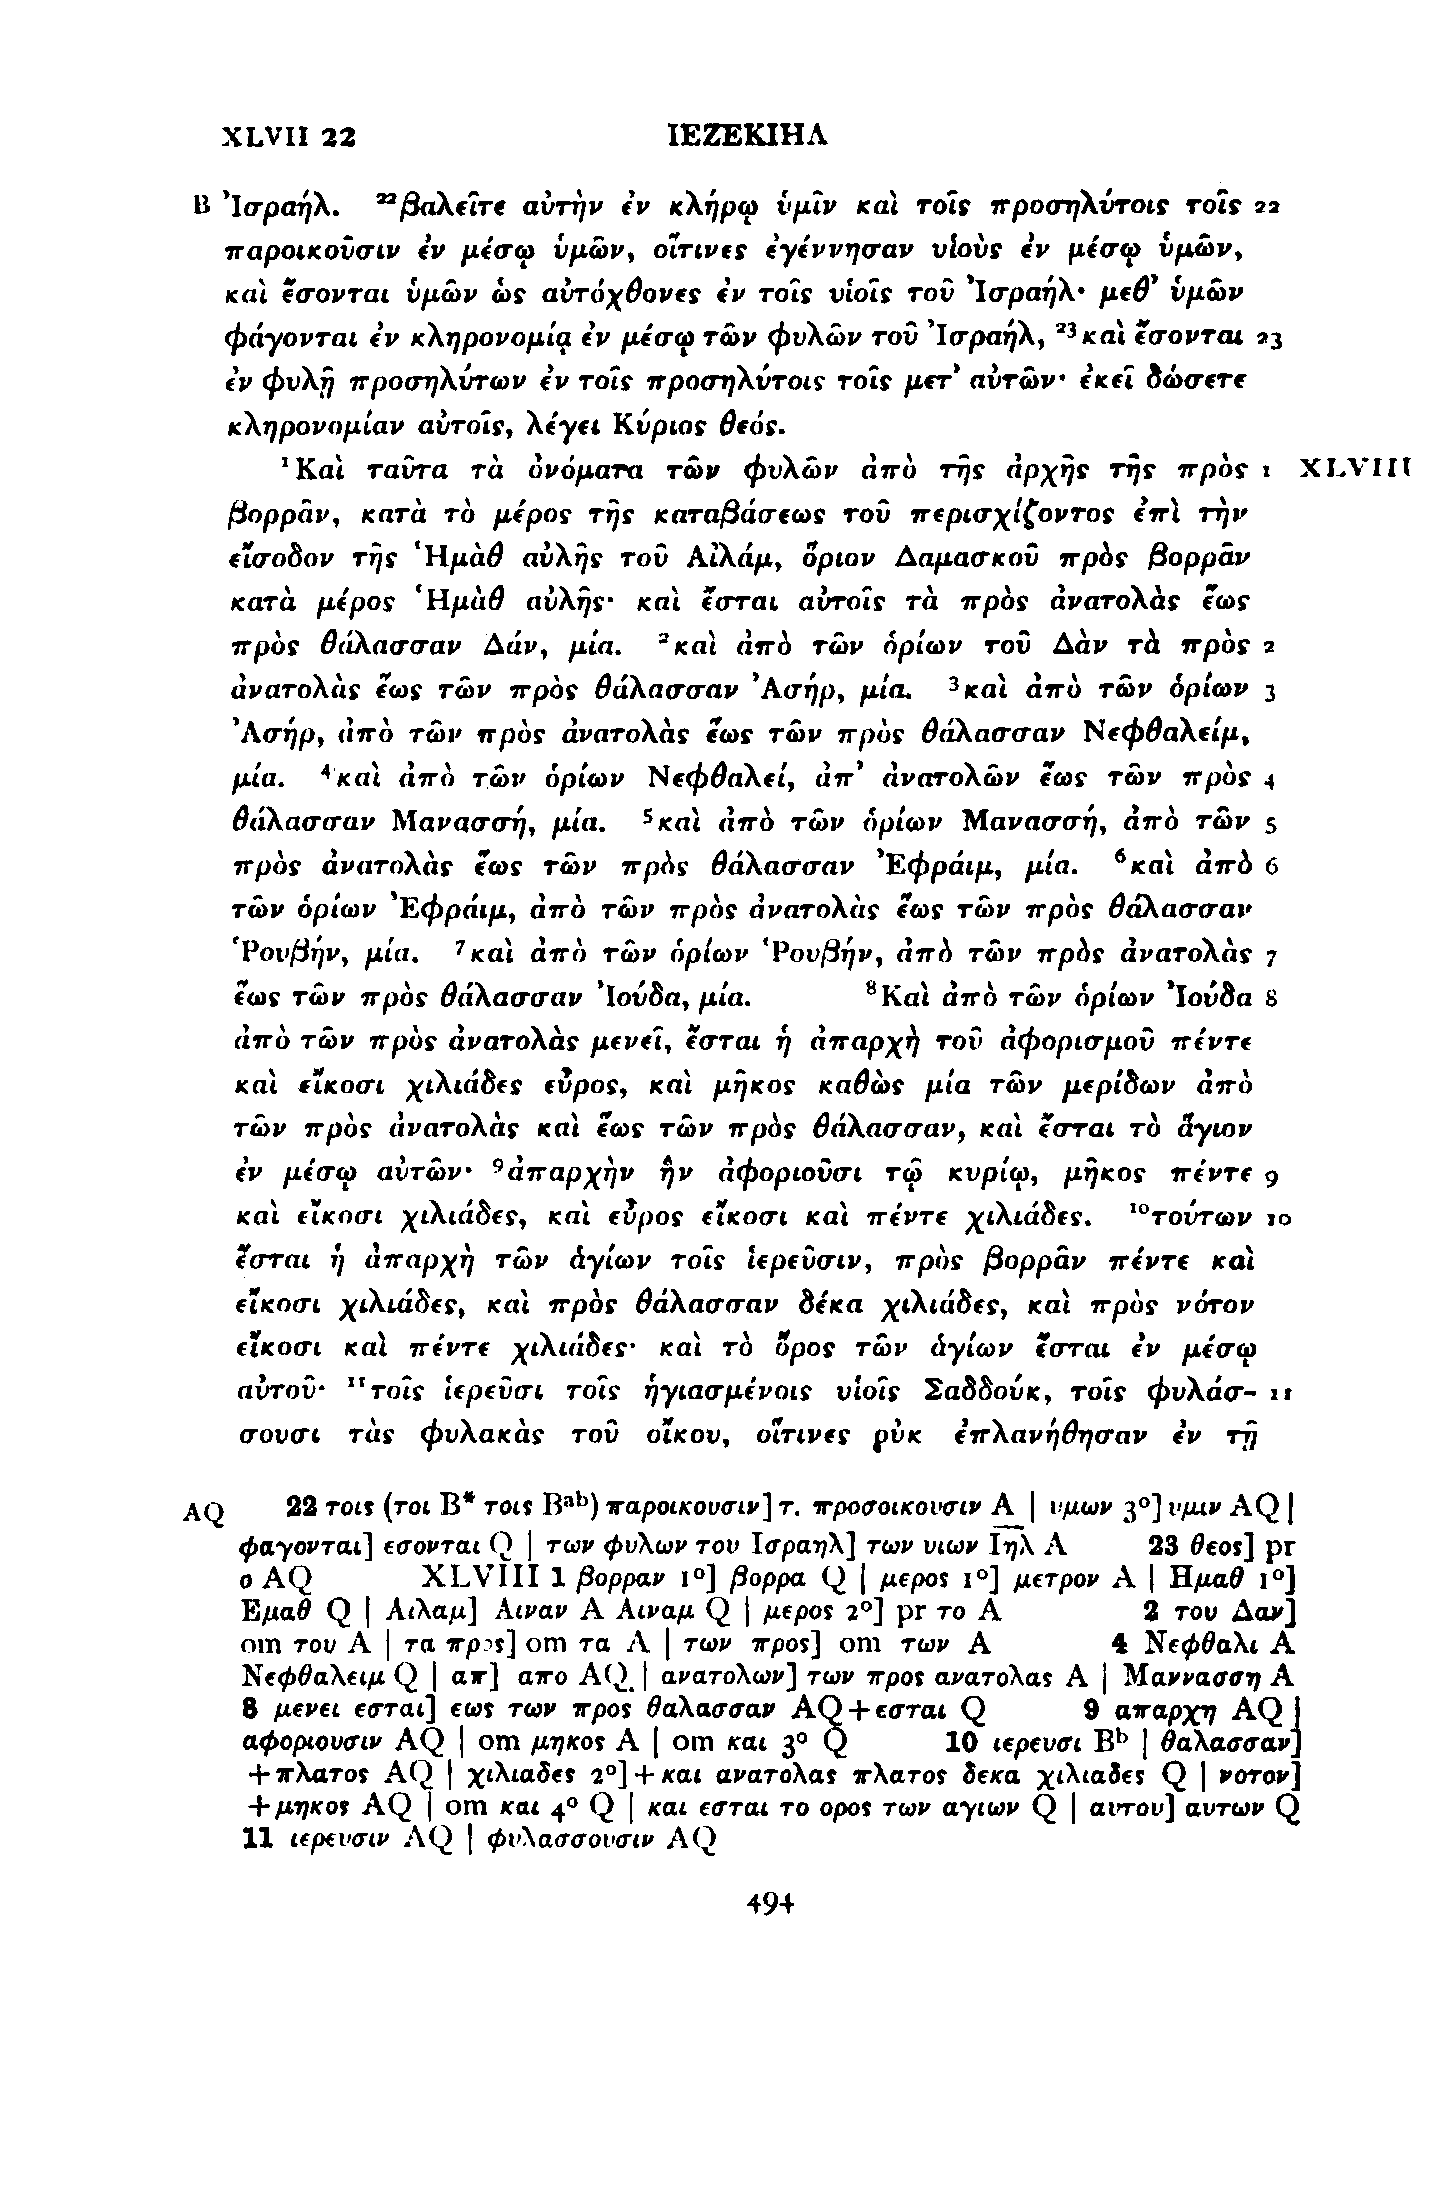 XLVII 22 ΙΕΖΕΚΙΗΛ
B Ἰσραήλ. ²²βαλεῖτε αὐτὴν ἐν κλήρῳ ὑμῖν καὶ τοῖς προσηλύτοις τοῖς 22
παροικοῦσιν ἐν μέσῳ ὑμῶν, οἵτινες ἐγέννησαν υἱοὺς ἐν μέσῳ ὑμῶν,
καὶ ἔσονται ὑμῶν ὡς αὐτόχθονες ἐν τοῖς υἱοῖς τοῦ Ἰσραήλ· μεθ᾽ ὑμῶν
φάγονται ἐν κληρονομίᾳ ἐν μέσῳ τῶν φυλῶν τοῦ Ἰσραήλ, ²³καὶ ἔσονται 23
ἐν φυλῇ προσηλύτων ἐν τοῖς προσηλύτοις τοῖς μετ᾽ αὐτῶν· ἐκεῖ δώσετε
κληρονομίαν αὐτοῖς, λέγει Κύριος θεός.
¹Καὶ ταῦτα τὰ ὀνόματα τῶν φυλῶν ἀπὸ τῆς ἀρχῆς τῆς πρὸς 1 XLVIII
βορρᾶν, κατὰ τὸ μέρος τῆς καταβάσεως τοῦ περισχίζοντος ἐπὶ τὴν
εἴσοδον τῆς Ἡμὰθ αὐλῆς τοῦ Αἰλάμ, ὅριον Δαμασκοῦ πρὸς βορρᾶν
κατὰ μέρος Ἡμὰθ αὐλῆς· καὶ ἔσται αὐτοῖς τὰ πρὸς ἀνατολὰς ἕως
πρὸς θάλασσαν Δάν, μία. ²καὶ ἀπὸ τῶν ὁρίων τοῦ Δὰν τὰ πρὸς 2
ἀνατολὰς ἕως τῶν πρὸς θάλασσαν Ἀσήρ, μία. ³καὶ ἀπὸ τῶν ὁρίων 3
Ἀσήρ, ἀπὸ τῶν πρὸς ἀνατολὰς ἕως τῶν πρὸς θάλασσαν Νεφθαλείμ,
μία. ⁴καὶ ἀπὸ τῶν ὁρίων Νεφθαλεί, ἀπ᾽ ἀνατολῶν ἕως τῶν πρὸς 4
θάλασσαν Μανασσή, μία. ⁵καὶ ἀπὸ τῶν ὁρίων Μανασσή, ἀπὸ τῶν 5
πρὸς ἀνατολὰς ἕως τῶν πρὸς θάλασσαν Ἐφράιμ, μία. ⁶καὶ ἀπὸ 6
τῶν ὁρίων Ἐφράιμ, ἀπὸ τῶν πρὸς ἀνατολὰς ἕως τῶν πρὸς θάλασσαν
Ῥουβήν, μία. ⁷καὶ ἀπὸ τῶν ὁρίων Ῥουβήν, ἀπὸ τῶν πρὸς ἀνατολὰς 7
ἕως τῶν πρὸς θάλασσαν Ἰούδα, μία. ⁸Καὶ ἀπὸ τῶν ὁρίων Ἰούδα 8
ἀπὸ τῶν πρὸς ἀνατολὰς μενεῖ, ἔσται ἡ ἀπαρχὴ τοῦ ἀφορισμοῦ πέντε
καὶ εἴκοσι χιλιάδες εὖρος, καὶ μῆκος καθὼς μία τῶν μερίδων ἀπὸ
τῶν πρὸς ἀνατολὰς καὶ ἕως τῶν πρὸς θάλασσαν, καὶ ἔσται τὸ ἅγιον
ἐν μέσῳ αὐτῶν· ⁹ἀπαρχὴν ἣν ἀφοριοῦσι τῷ κυρίῳ, μῆκος πέντε 9
καὶ εἴκοσι χιλιάδες, καὶ εὖρος εἴκοσι καὶ πέντε χιλιάδες. ¹⁰τούτων 10
ἔσται ἡ ἀπαρχὴ τῶν ἁγίων τοῖς ἱερεῦσιν, πρὸς βορρᾶν πέντε καὶ
εἴκοσι χιλιάδες, καὶ πρὸς θάλασσαν δέκα χιλιάδες, καὶ πρὸς νότον
εἴκοσι καὶ πέντε χιλιάδες· καὶ τὸ ὄρος τῶν ἁγίων ἔσται ἐν μέσῳ
αὐτοῦ· ¹¹τοῖς ἱερεῦσι τοῖς ἡγιασμένοις υἱοῖς Σαδδούκ, τοῖς φυλάσ- 11
σουσι τὰς φυλακὰς τοῦ οἴκου, οἵτινες οὐκ ἐπλανήθησαν ἐν τῇ
AQ 22 τοις (τοι B* τοις Bᵃᵇ) παροικουσιν] τ. προσοικουσιν A | υμων 3°] υμιν AQ |
φαγονται] εσονται Q | των φυλων του Ισραηλ] των υιων Ιη̅λ̅ A 23 θεος] pr
ο AQ XLVIII 1 βορραν 1°] βορρα Q | μερος 1°] μετρον A | Ημαθ 1°]
Εμαθ Q | Αιλαμ] Αιναν A Αιναμ Q | μερος 2°] pr το A 2 του Δαν]
om του A | τα προς] om τα A | των προς] om των A 4 Νεφθαλι A
Νεφθαλειμ Q | απ] απο AQ | ανατολων] των προς ανατολας A | Μαννασση A
8 μενει εσται] εως των προς θαλασσαν AQ+εσται Q 9 απαρχη AQ |
αφοριουσιν AQ | om μηκος A | om και 3° Q 10 ιερευσι Bᵇ | θαλασσαν]
+πλατος AQ | χιλιαδες 2°]+και ανατολας πλατος δεκα χιλιαδες Q | νοτον]
+μηκος AQ | om και 4° Q | και εσται το ορος των αγιων Q | αυτου] αυτων Q
11 ιερευσιν AQ | φυλασσουσιν AQ
494